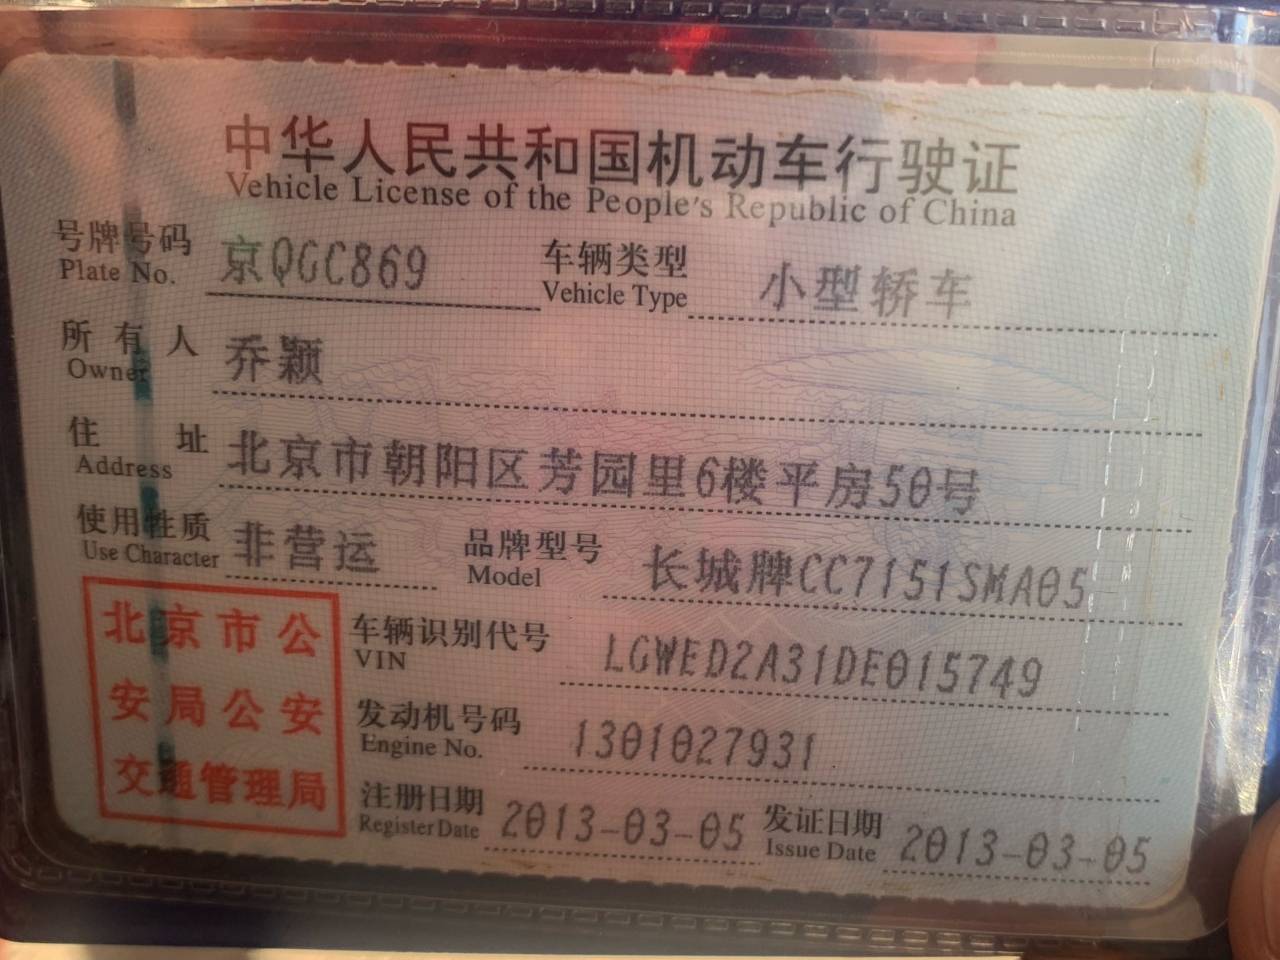 中华人民共和国机动车行驶证
Vehicle License of the People's Republic of China
号牌号码 京QGC869 车辆类型 小型轿车
Plate No. Vehicle Type
所有人 乔颖
Owner
住址 北京市朝阳区芳园里6楼平房50号
Address
使用性质 非营运 品牌型号 长城牌CC7151SMA05
Use Character Model
北京市公
安局公安
交通管理局
车辆识别代号 LGWED2A31DE015749
VIN
发动机号码 1301027931
Engine No.
注册日期 2013-03-05 发证日期 2013-03-05
Register Date Issue Date